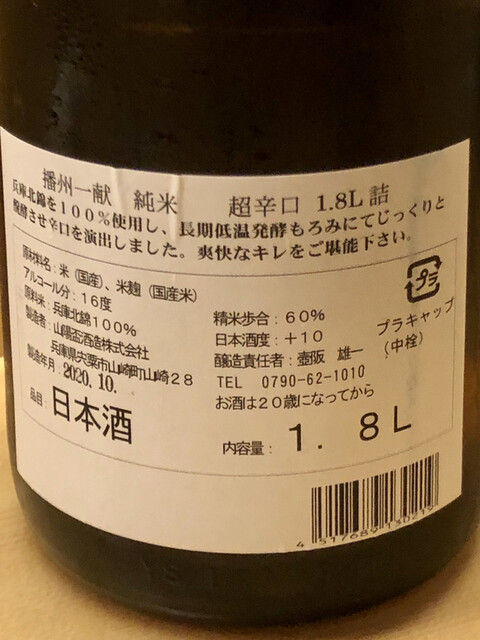 播州一献 純米 超辛口 1.8L詰
兵庫北錦を100%使用し、長期低温発酵もろみにてじっくりと
醗酵させ辛口を演出しました。爽快なキレをご堪能下さい。
原材料名：米（国産）、米麹（国産米）
アルコール分：16度
原料米：兵庫北錦100%
製造者：山陽盃酒造株式会社
兵庫県宍粟市山崎町山崎28
製造年月：2020.10.
品目：日本酒
精米歩合：60%
日本酒度：+10
醸造責任者：壺阪 雄一
TEL 0790-62-1010
お酒は20歳になってから
内容量：1.8L
プラ
プラキャップ
（中栓）
4517689130219